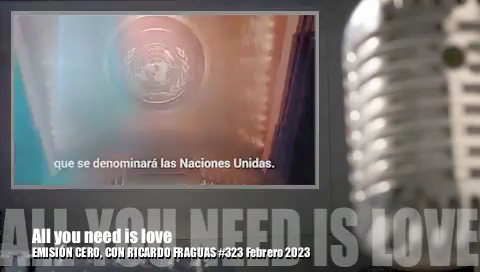 que se denominará las Naciones Unidas.
ALL YOU NEED IS LOVE
All you need is love
EMISIÓN CERO, CON RICARDO FRAGUAS #323 Febrero 2023